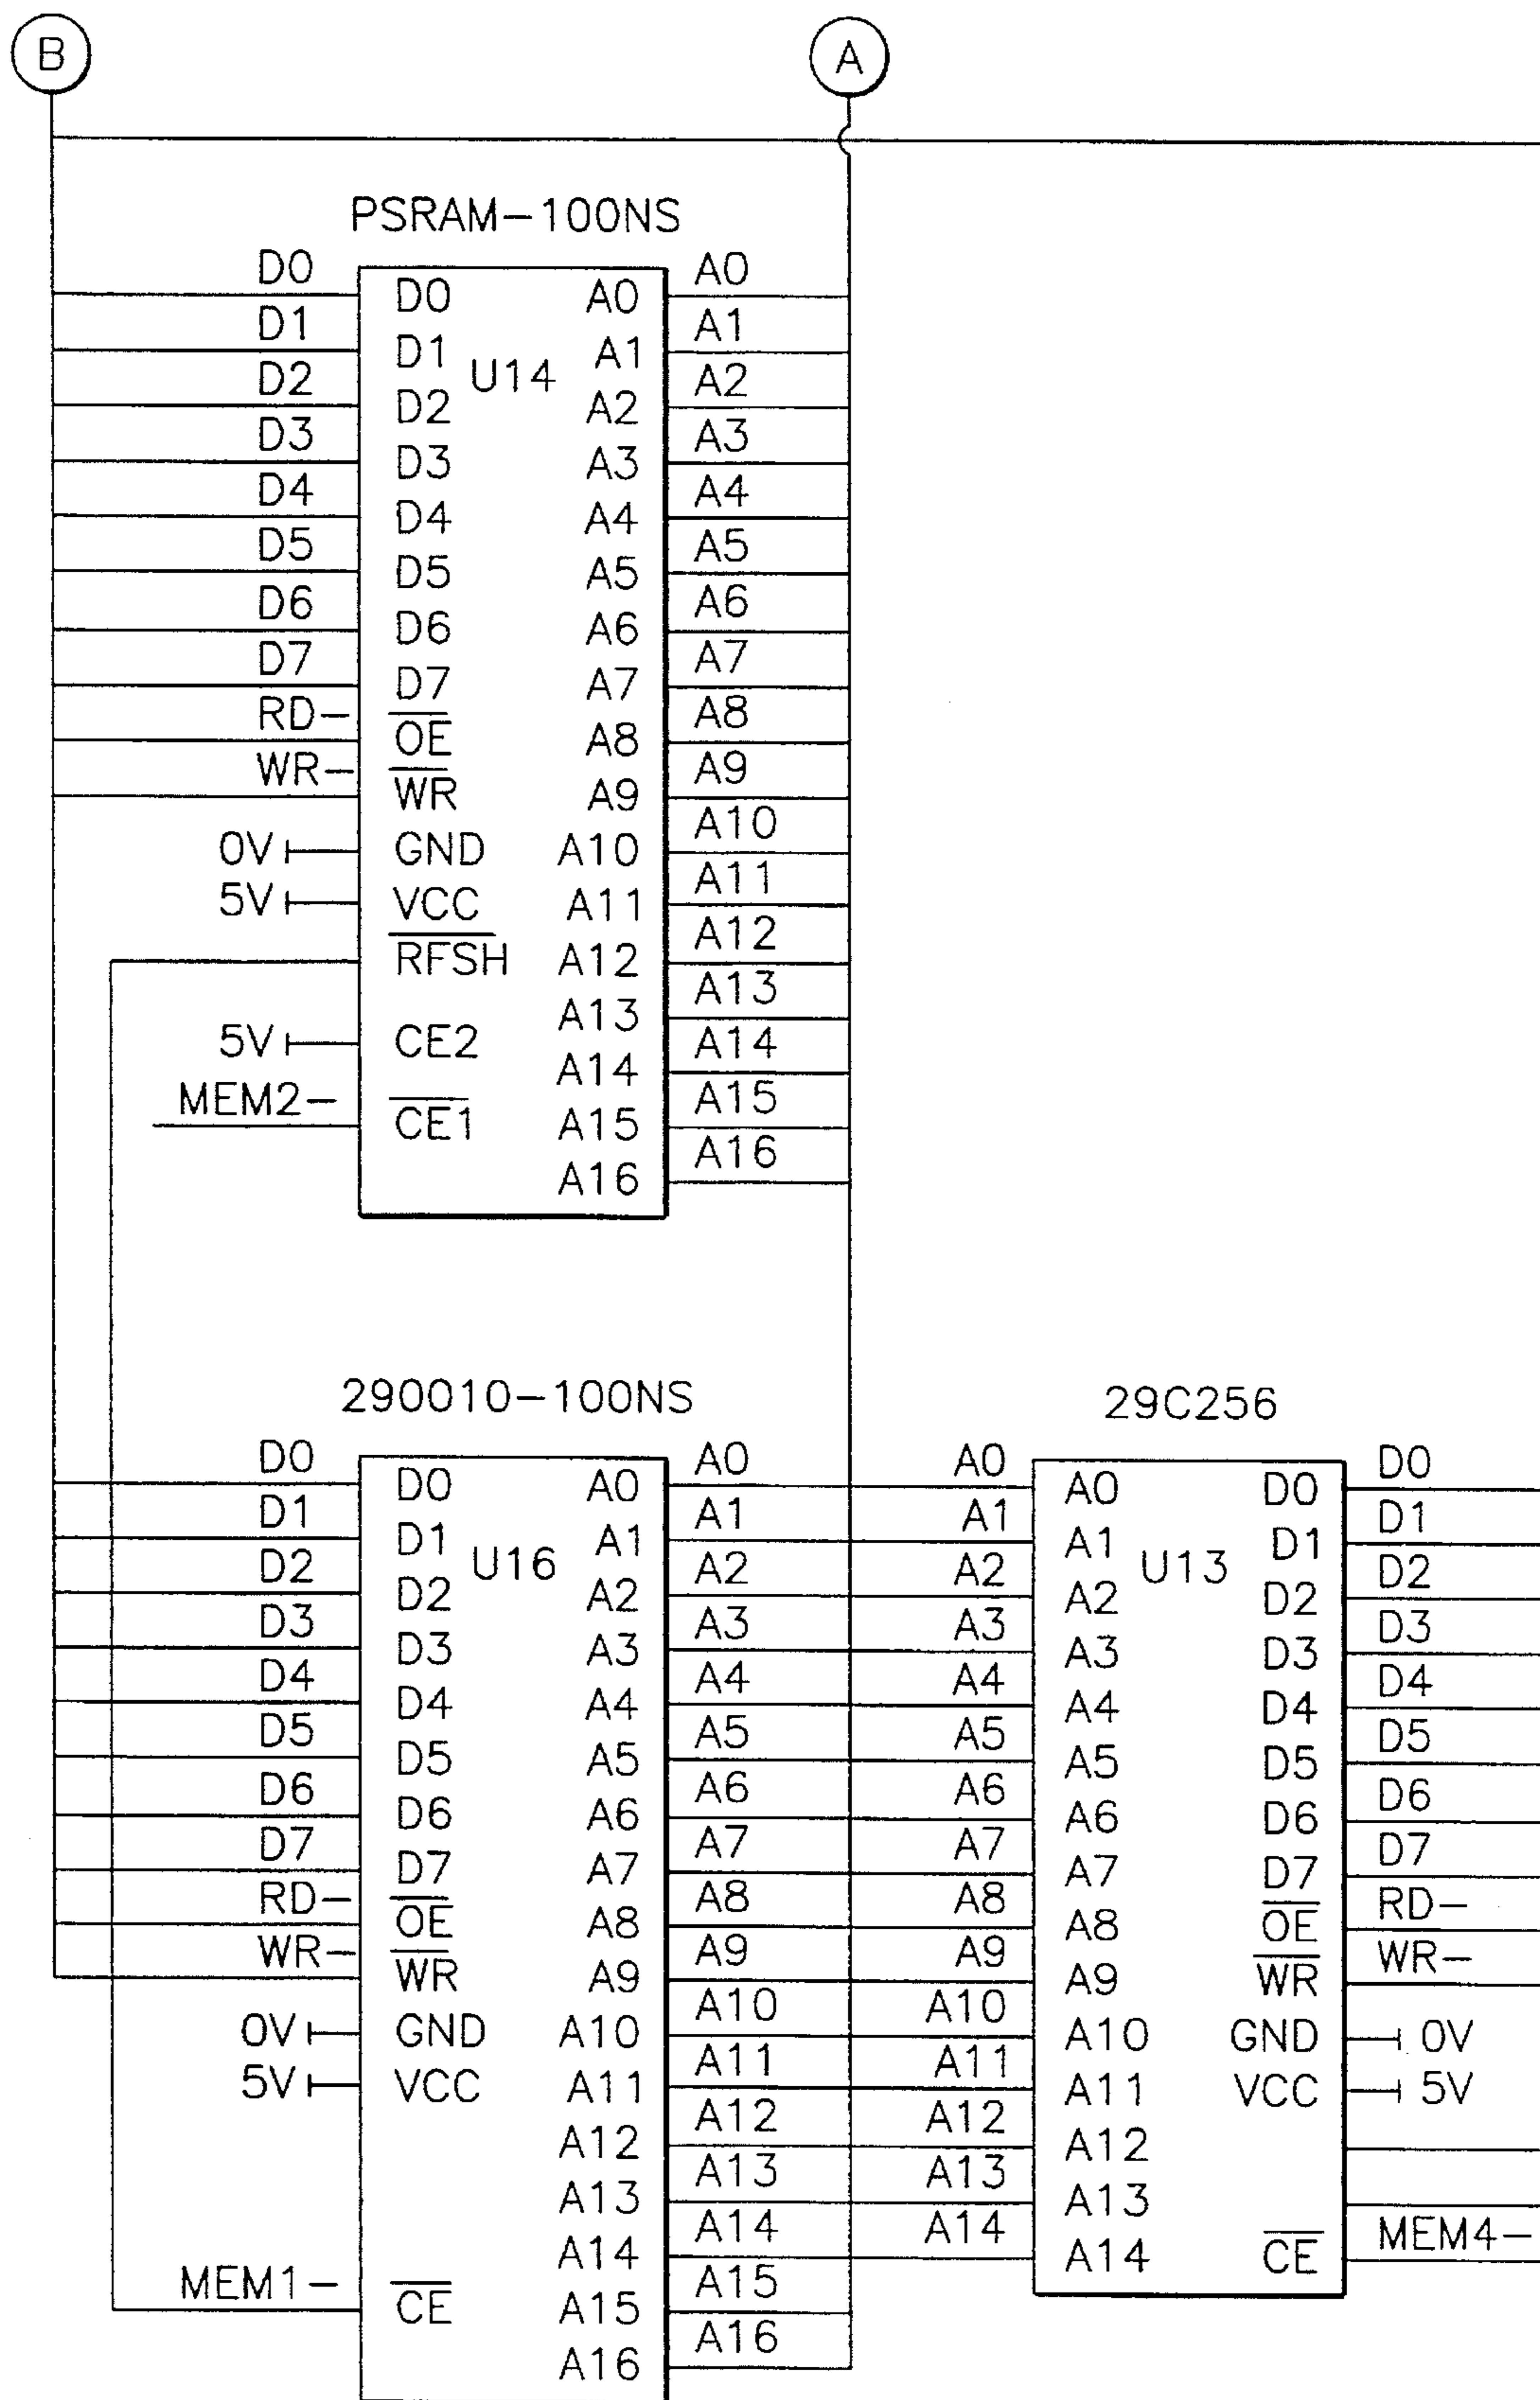 B
A
PSRAM-100NS
D0 D0 A0 A0
D1 D1 U14 A1 A1
D2 D2 A2 A2
D3 D3 A3 A3
D4 D4 A4 A4
D5 D5 A5 A5
D6 D6 A6 A6
D7 D7 A7 A7
RD- OE A8 A8
WR- WR A9 A9
0V GND A10 A10
5V VCC A11 A11
RFSH A12 A12
A13 A13
5V CE2
A14 A14
MEM2- CE1 A15 A15
A16 A16
290010-100NS
29C256
D0 D0 A0 A0 A0 A0 D0 D0
D1 D1 U16 A1 A1 A1 A1 U13 D1 D1
D2 D2 A2 A2 A2 A2 D2 D2
D3 D3 A3 A3 A3 A3 D3 D3
D4 D4 A4 A4 A4 A4 D4 D4
D5 D5 A5 A5 A5 A5 D5 D5
D6 D6 A6 A6 A6 A6 D6 D6
D7 D7 A7 A7 A7 A7 D7 D7
RD- OE A8 A8 A8 A8 OE RD-
WR- WR A9 A9 A9 A9 WR WR-
0V GND A10 A10 A10 A10 GND 0V
5V VCC A11 A11 A11 A11 VCC 5V
A12 A12 A12 A12
A13 A13 A13 A13
A14 A14 A14 A14 CE MEM4-
MEM1- CE A15 A15
A16 A16